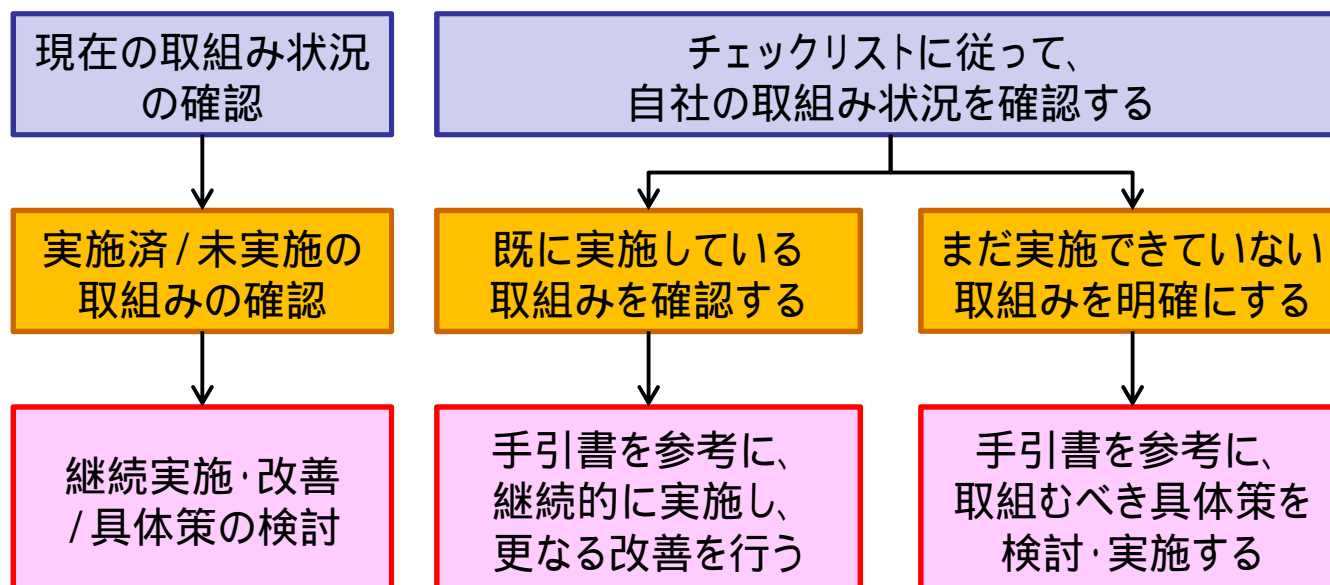 現在の取組み状況
の確認
チェックリストに従って、
自社の取組み状況を確認する
実施済/未実施の
取組みの確認
既に実施している
取組みを確認する
まだ実施できていない
取組みを明確にする
継続実施･改善
/具体策の検討
手引書を参考に、
継続的に実施し、
更なる改善を行う
手引書を参考に、
取組むべき具体策を
検討･実施する